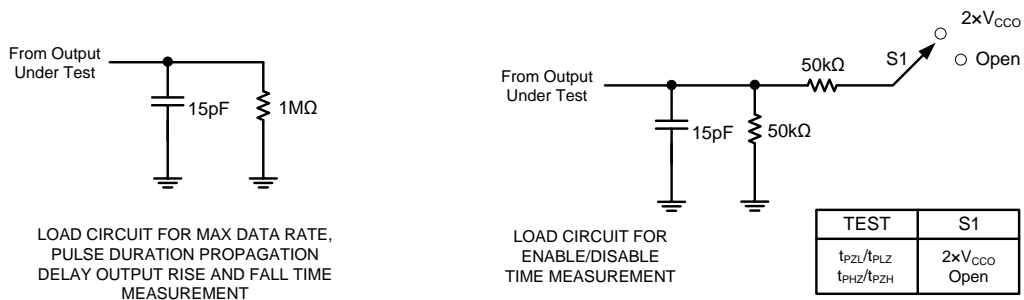 From Output
Under Test
15pF
1MΩ
LOAD CIRCUIT FOR MAX DATA RATE,
PULSE DURATION PROPAGATION
DELAY OUTPUT RISE AND FALL TIME
MEASUREMENT
2×VCCO
S1
Open
50kΩ
From Output
Under Test
15pF
50kΩ
LOAD CIRCUIT FOR
ENABLE/DISABLE
TIME MEASUREMENT
TEST S1
tPZL/tPLZ 2×VCCO
tPHZ/tPZH Open